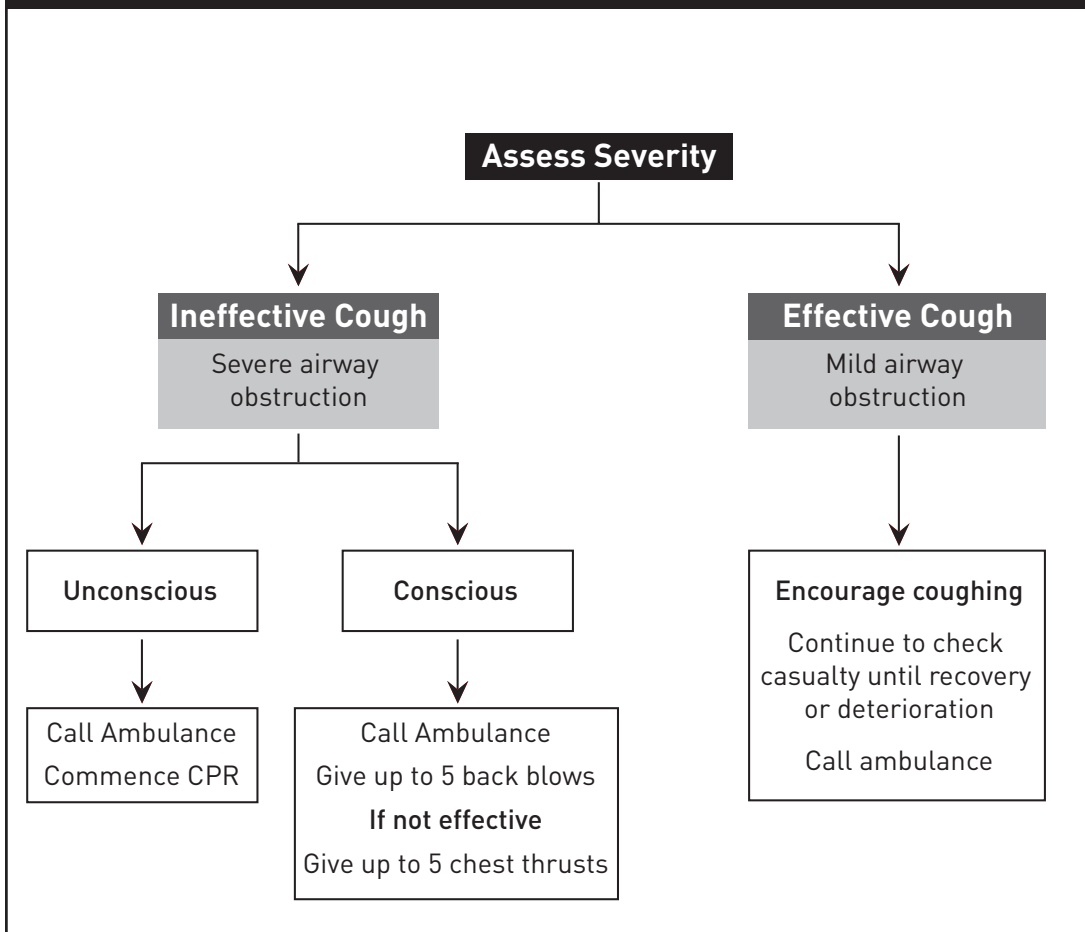 Assess Severity
Ineffective Cough
Severe airway
obstruction
Effective Cough
Mild airway
obstruction
Unconscious
Conscious
Call Ambulance
Commence CPR
Call Ambulance
Give up to 5 back blows
If not effective
Give up to 5 chest thrusts
Encourage coughing
Continue to check
casualty until recovery
or deterioration
Call ambulance